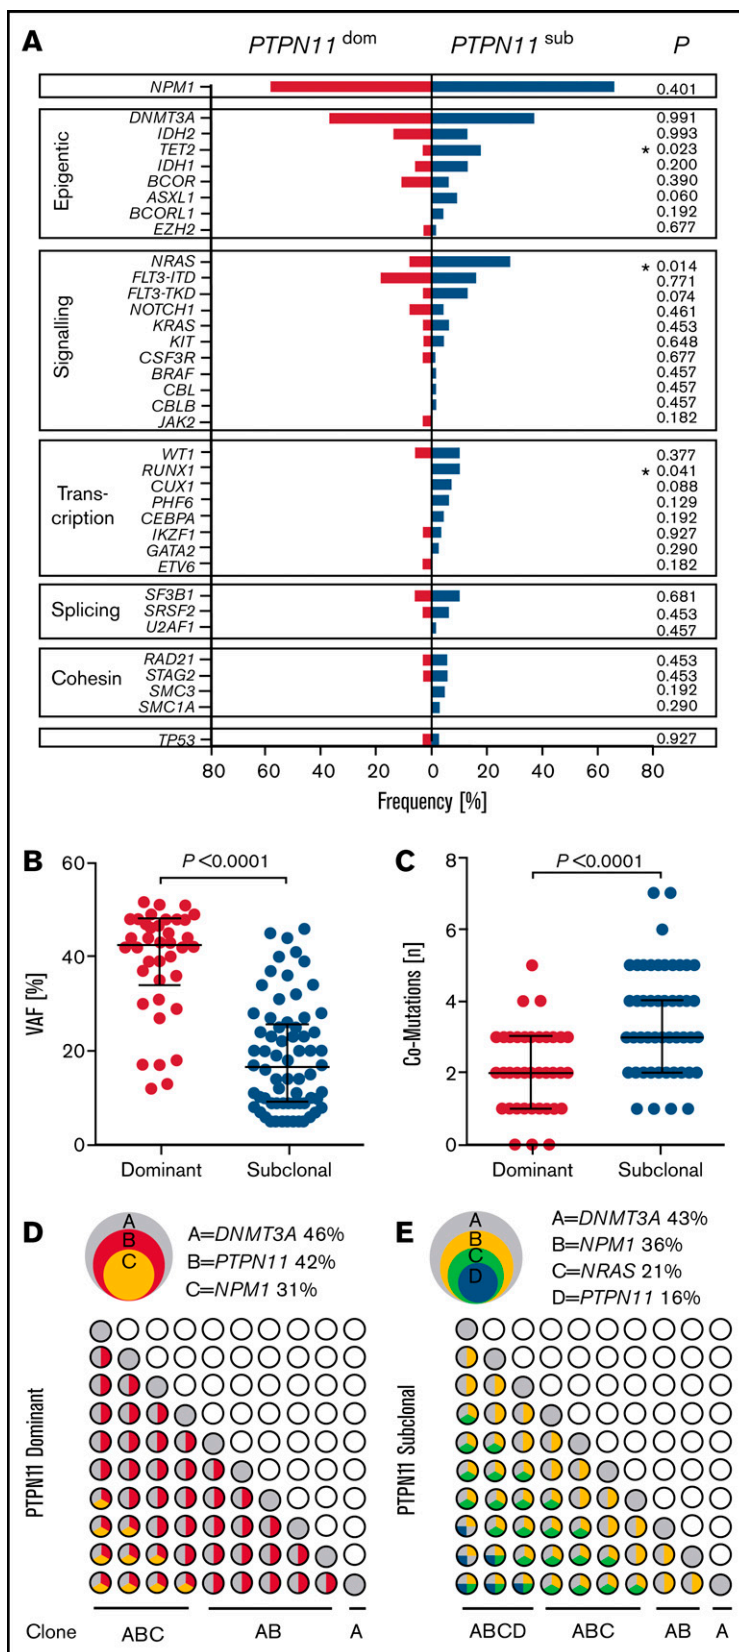 A PTPN11 dom PTPN11 sub P
NPM1 0.401
Epigentic
DNMT3A 0.991
IDH2 0.993
TET2 * 0.023
IDH1 0.200
BCOR 0.390
ASXL1 0.060
BCORL1 0.192
EZH2 0.677
Signalling
NRAS * 0.014
FLT3-ITD 0.771
FLT3-TKD 0.074
NOTCH1 0.461
KRAS 0.453
KIT 0.648
CSF3R 0.677
BRAF 0.457
CBL 0.457
CBLB 0.457
JAK2 0.182
Trans-
cription
WT1 0.377
RUNX1 * 0.041
CUX1 0.088
PHF6 0.129
CEBPA 0.192
IKZF1 0.927
GATA2 0.290
ETV6 0.182
Splicing
SF3B1 0.681
SRSF2 0.453
U2AF1 0.457
Cohesin
RAD21 0.453
STAG2 0.453
SMC3 0.192
SMC1A 0.290
TP53 0.927
80 60 40 20 0 20 40 60 80
Frequency [%]
B
P <0.0001
VAF [%]
60
40
20
0
Dominant Subclonal
C
P <0.0001
Co-Mutations [n]
8
6
4
2
0
Dominant Subclonal
D
A
B
C
A=DNMT3A 46%
B=PTPN11 42%
C=NPM1 31%
PTPN11 Dominant
Clone ABC AB A
E
A
B
C
D
A=DNMT3A 43%
B=NPM1 36%
C=NRAS 21%
D=PTPN11 16%
PTPN11 Subclonal
ABCD ABC AB A